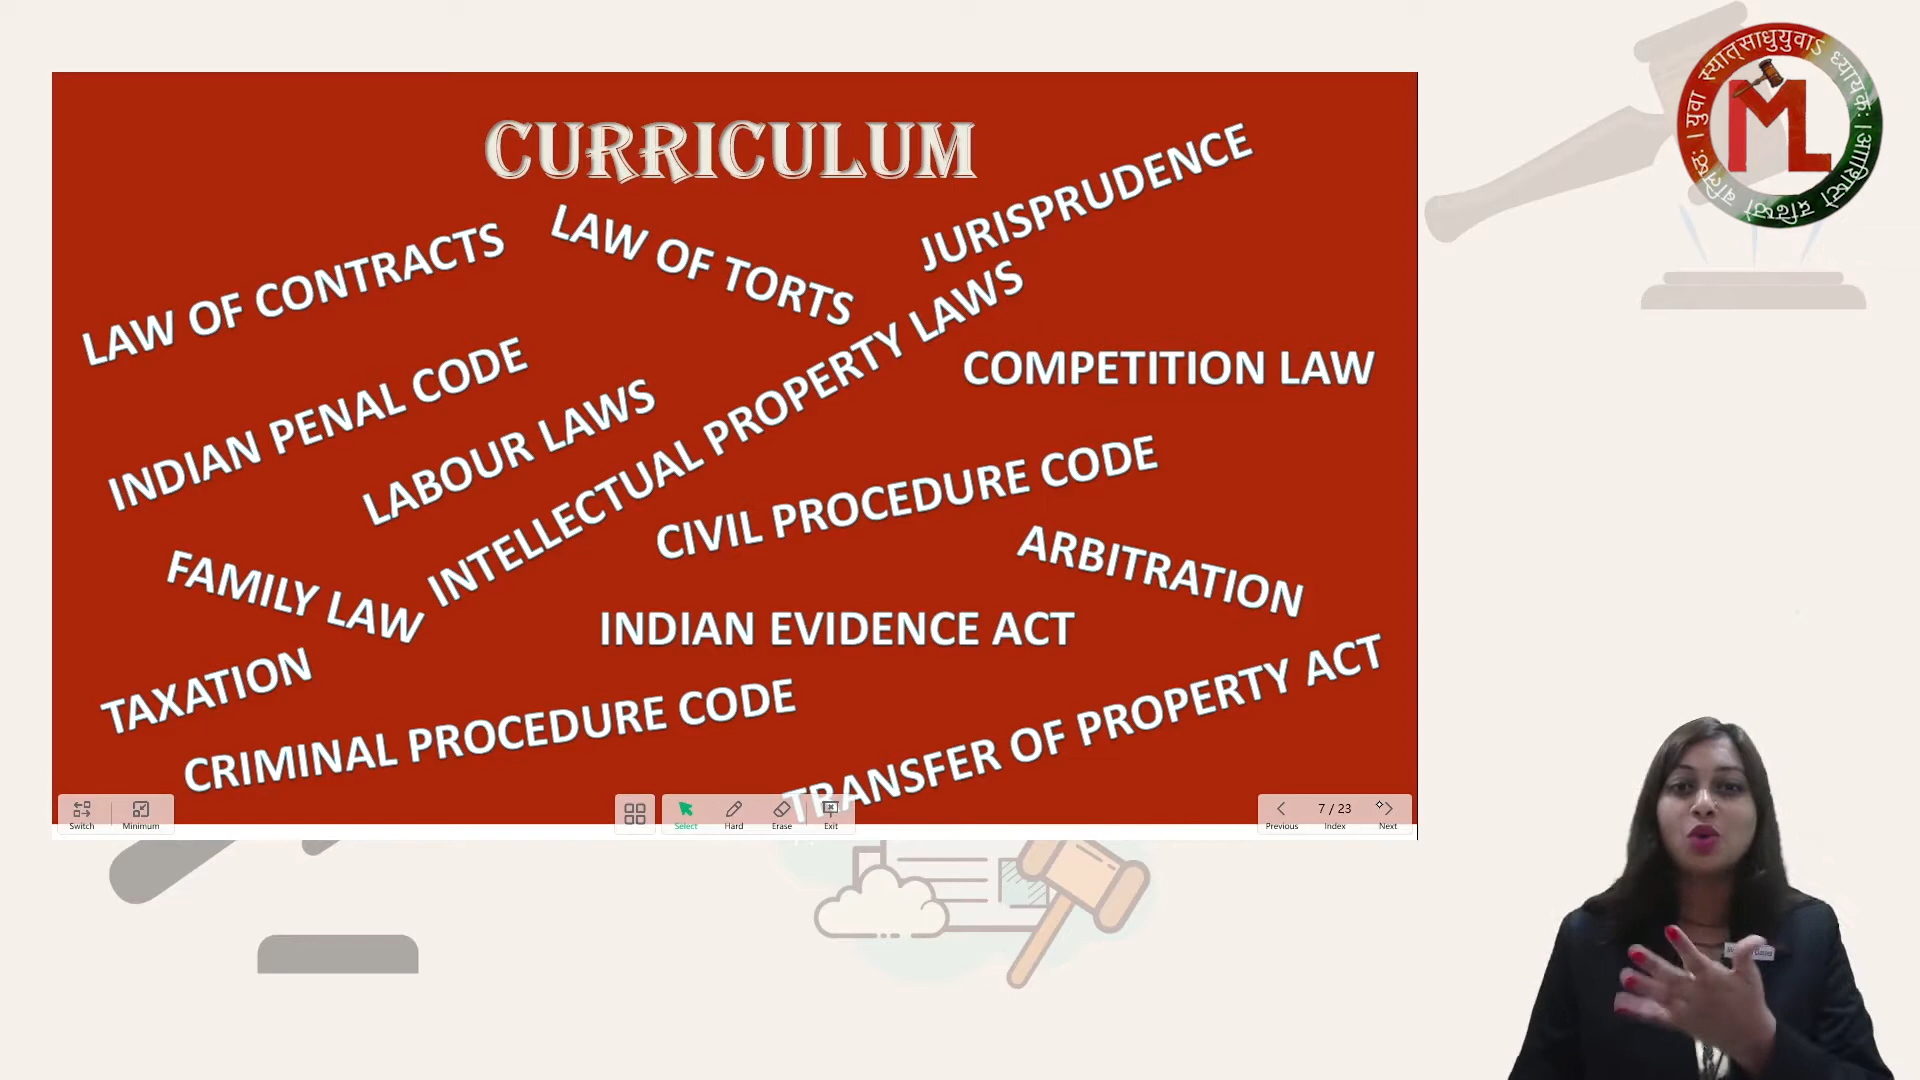 CURRICULUM
JURISPRUDENCE
LAW OF TORTS
LAW OF CONTRACTS
INTELLECTUAL PROPERTY LAWS
COMPETITION LAW
INDIAN PENAL CODE
LABOUR LAWS
CIVIL PROCEDURE CODE
ARBITRATION
FAMILY LAW
INDIAN EVIDENCE ACT
TAXATION
CRIMINAL PROCEDURE CODE
TRANSFER OF PROPERTY ACT
Switch
Minimum
Select
Hard
Erase
Exit
Previous
7 / 23
Index
Next
ML
युवा स्यात्साधुयुवाऽ ध्यायकः